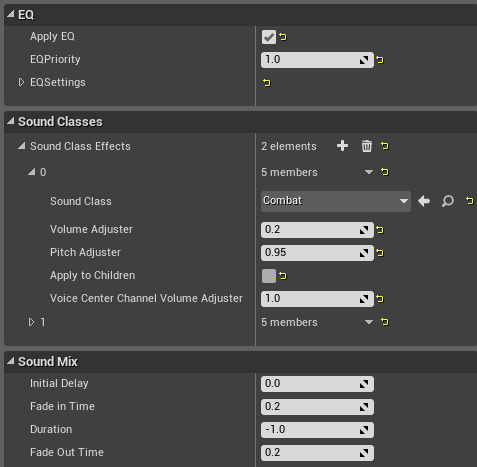 EQ
Apply EQ
EQPriority 1.0
EQSettings
Sound Classes
Sound Class Effects 2 elements
0 5 members
Sound Class Combat
Volume Adjuster 0.2
Pitch Adjuster 0.95
Apply to Children
Voice Center Channel Volume Adjuster 1.0
1 5 members
Sound Mix
Initial Delay 0.0
Fade in Time 0.2
Duration -1.0
Fade Out Time 0.2